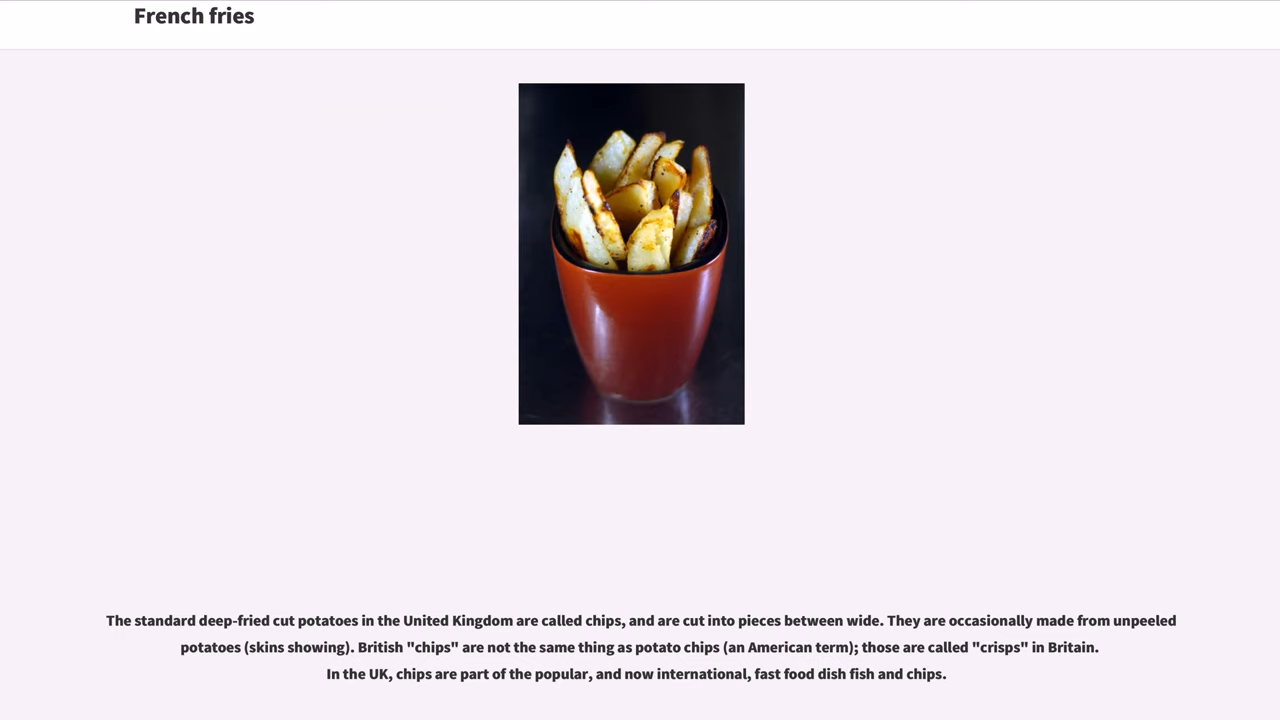 French fries
The standard deep-fried cut potatoes in the United Kingdom are called chips, and are cut into pieces between wide. They are occasionally made from unpeeled
potatoes (skins showing). British "chips" are not the same thing as potato chips (an American term); those are called "crisps" in Britain.
In the UK, chips are part of the popular, and now international, fast food dish fish and chips.